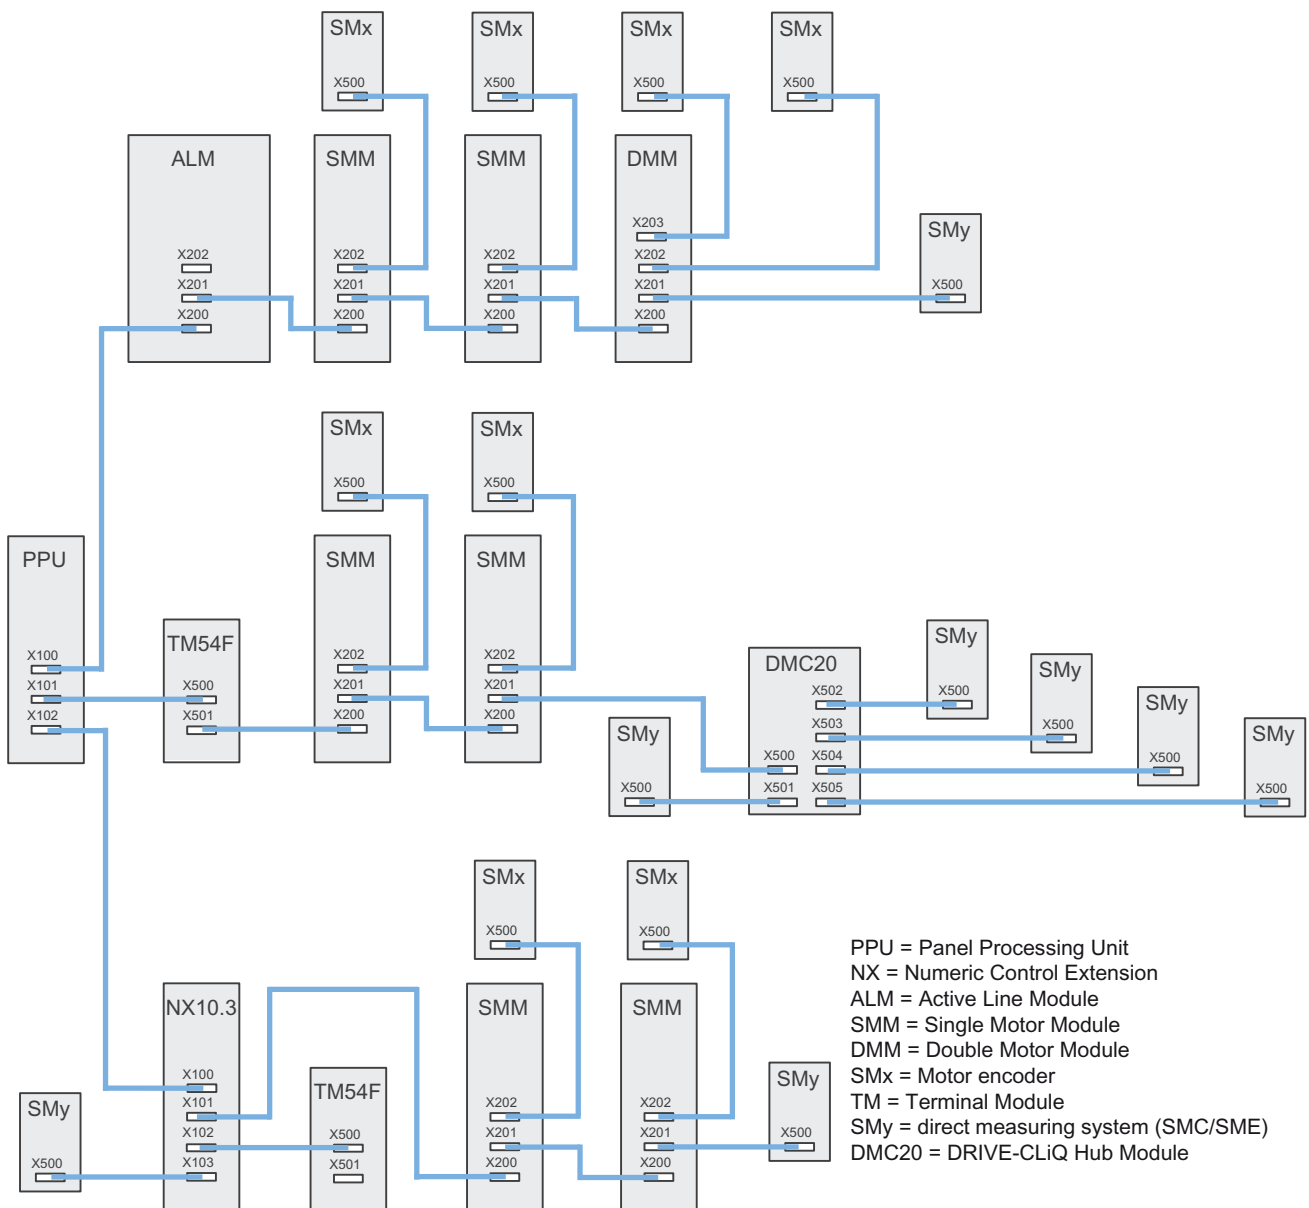 SMx
SMx
SMx
SMx
X500
X500
X500
X500
ALM
SMM
SMM
DMM
X203
SMy
X202
X202
X202
X202
X201
X201
X201
X201
X500
X200
X200
X200
X200
SMx
SMx
X500
X500
PPU
SMM
SMM
TM54F
SMy
X100
X202
X202
DMC20
SMy
X101
X500
X201
X201
X502
X500
SMy
X102
X501
X200
X200
SMy
X503
X500
SMy
X500
X504
X500
X500
X501
X505
X500
SMx
SMx
X500
X500
PPU = Panel Processing Unit
NX = Numeric Control Extension
ALM = Active Line Module
SMM = Single Motor Module
DMM = Double Motor Module
SMx = Motor encoder
TM = Terminal Module
SMy = direct measuring system (SMC/SME)
DMC20 = DRIVE-CLiQ Hub Module
NX10.3
SMM
SMM
X100
TM54F
SMy
SMy
X101
X202
X202
X102
X500
X201
X201
X500
X500
X103
X501
X200
X200